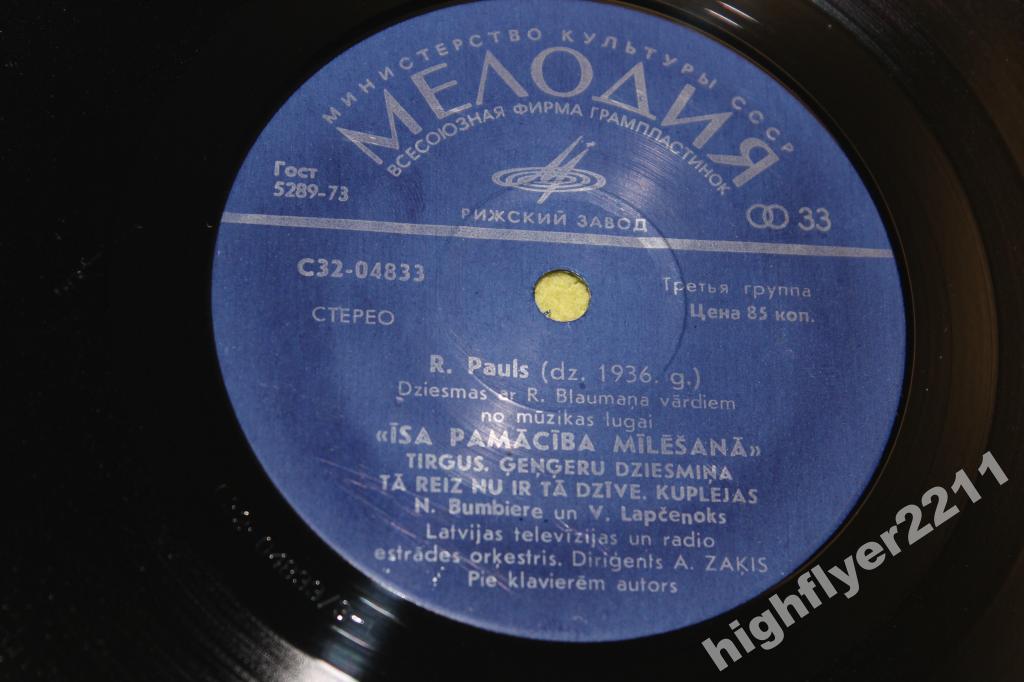 МИНИСТЕРСТВО КУЛЬТУРЫ СССР
МЕЛОДИЯ
ВСЕСОЮЗНАЯ ФИРМА ГРАМПЛАСТИНОК
Гост
5289-73
РИЖСКИЙ ЗАВОД
33
С32-04833
Третья группа
СТЕРЕО
Цена 85 коп.
R. Pauls (dz. 1936. g.)
Dziesmas ar R. Blaumaņa vārdiem
no mūzikas lugai
«ĪSA PAMĀCĪBA MĪLĒŠANĀ»
TIRGUS. ĢEŅĢERU DZIESMIŅA
TĀ REIZ NU IR TĀ DZĪVE. KUPLEJAS
N. Bumbiere un V. Lapčenoks
Latvijas televīzijas un radio
estrādes orķestris. Diriģents A. ZAĶIS
Pie klavierēm autors
highflyer2211